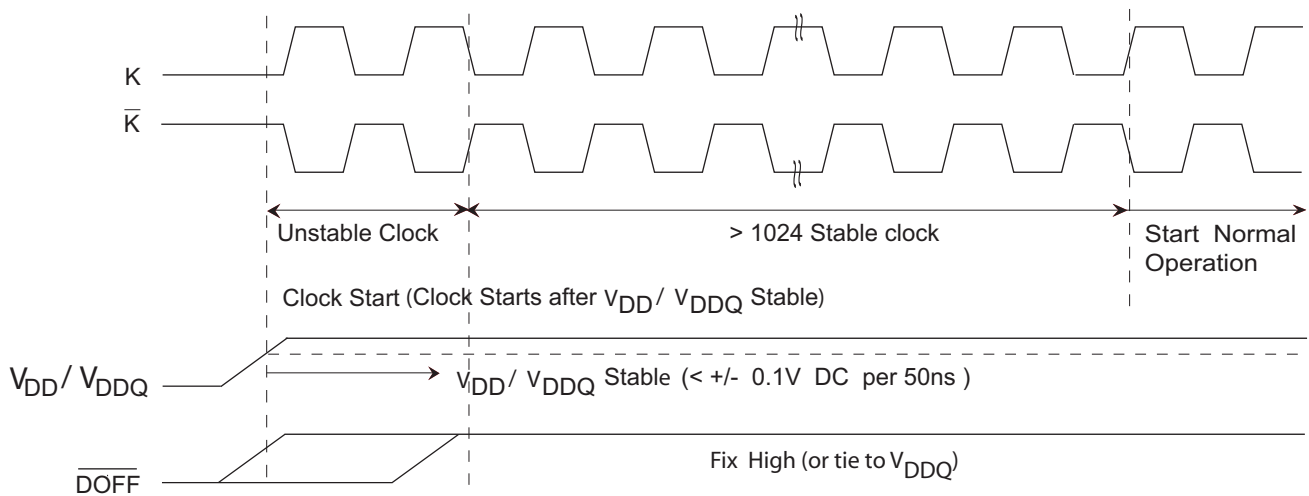 K
K̅
Unstable Clock
> 1024 Stable clock
Start Normal
Operation
Clock Start (Clock Starts after VDD / VDDQ Stable)
VDD / VDDQ
VDD / VDDQ Stable (< +/- 0.1V DC per 50ns )
D̅O̅F̅F̅
Fix High (or tie to VDDQ)